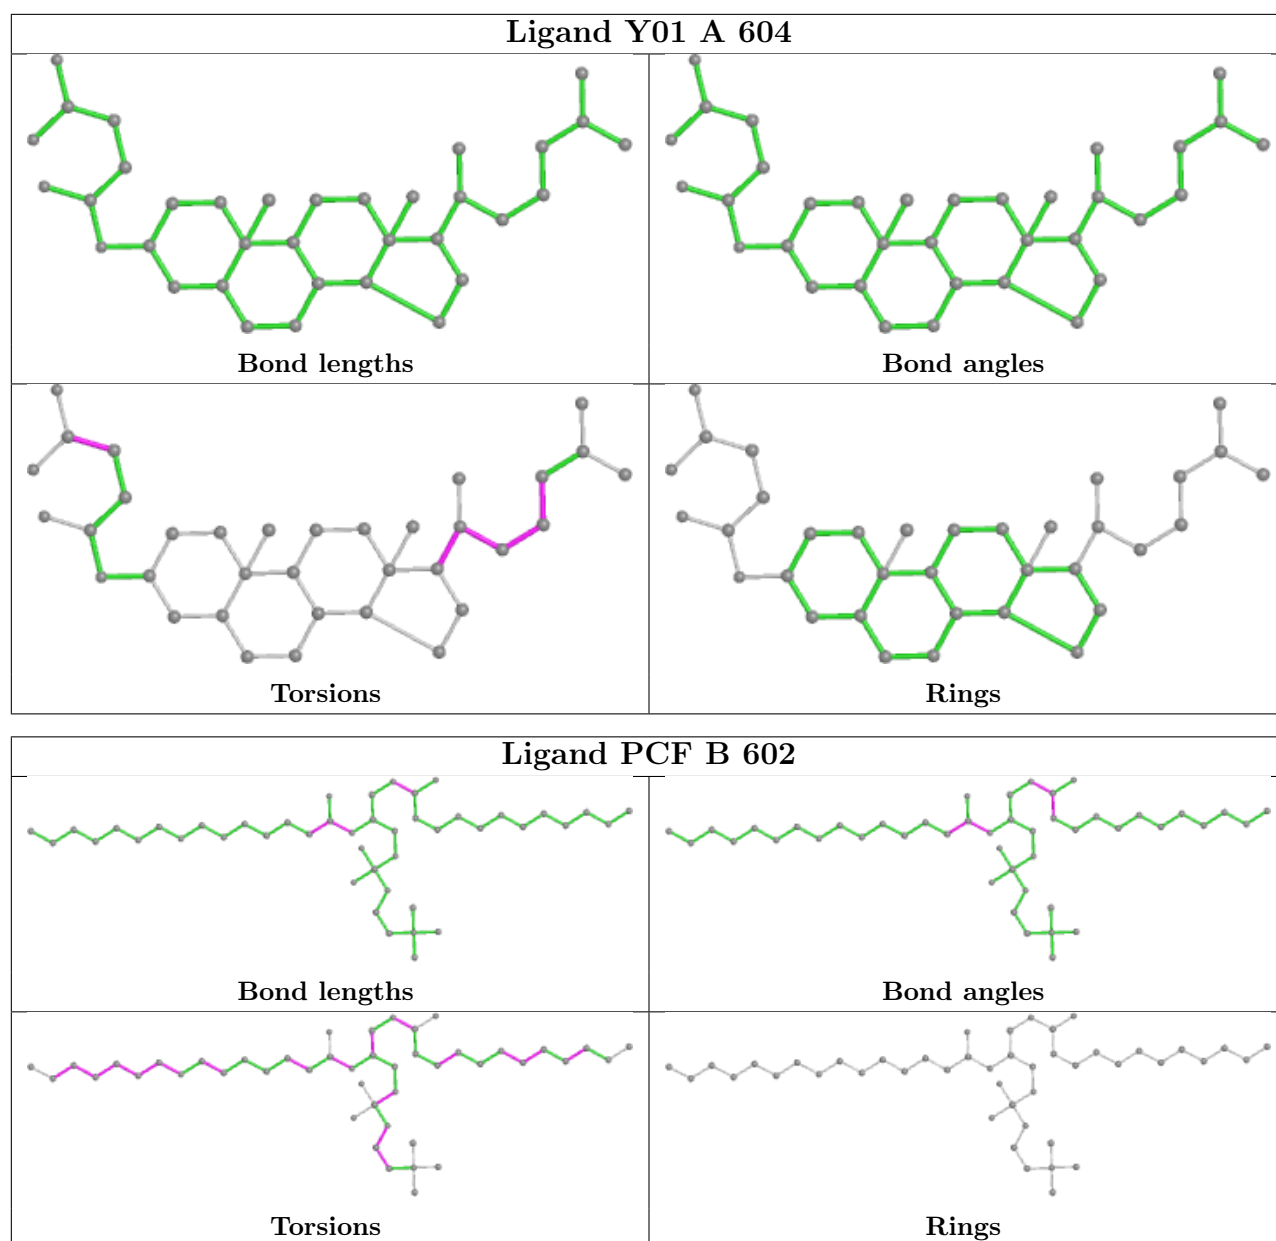 Ligand Y01 A 604
Bond lengths
Bond angles
Torsions
Rings
Ligand PCF B 602
Bond lengths
Bond angles
Torsions
Rings